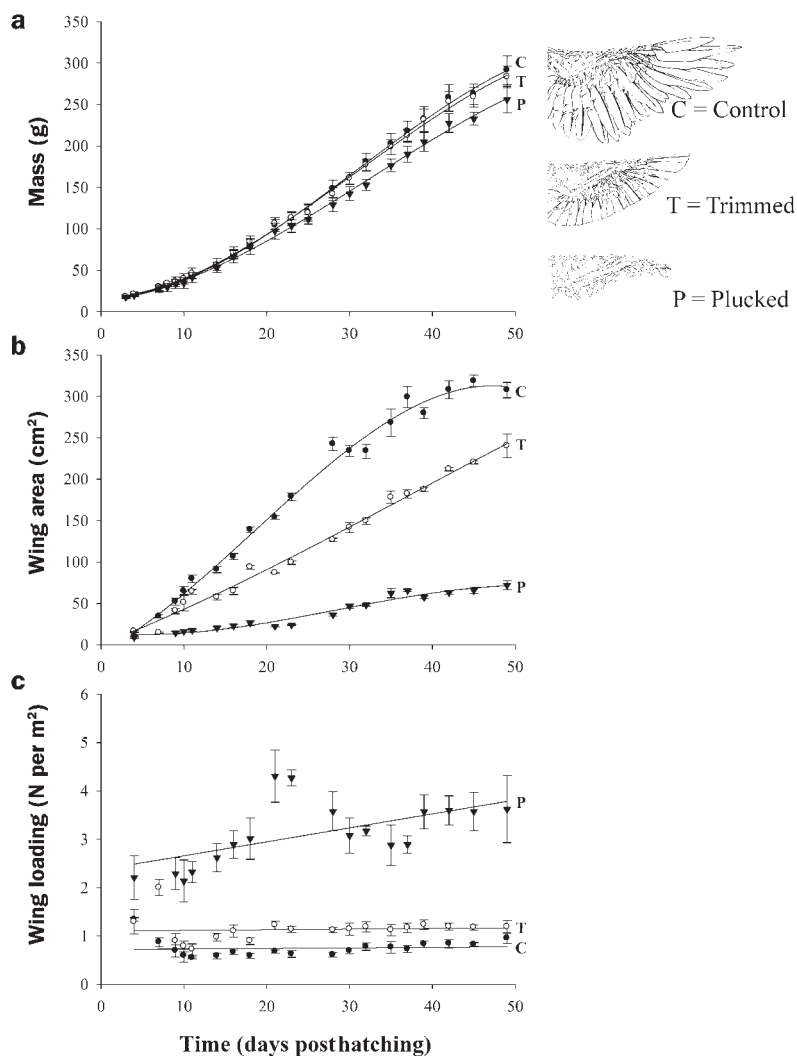 a
Mass (g)
350
300
250
200
150
100
50
0
0
10
20
30
40
50
C
T
P
C = Control
T = Trimmed
P = Plucked
b
Wing area (cm²)
350
300
250
200
150
100
50
0
0
10
20
30
40
50
C
T
P
c
Wing loading (N per m²)
6
5
4
3
2
1
0
0
10
20
30
40
50
P
T
C
Time (days posthatching)